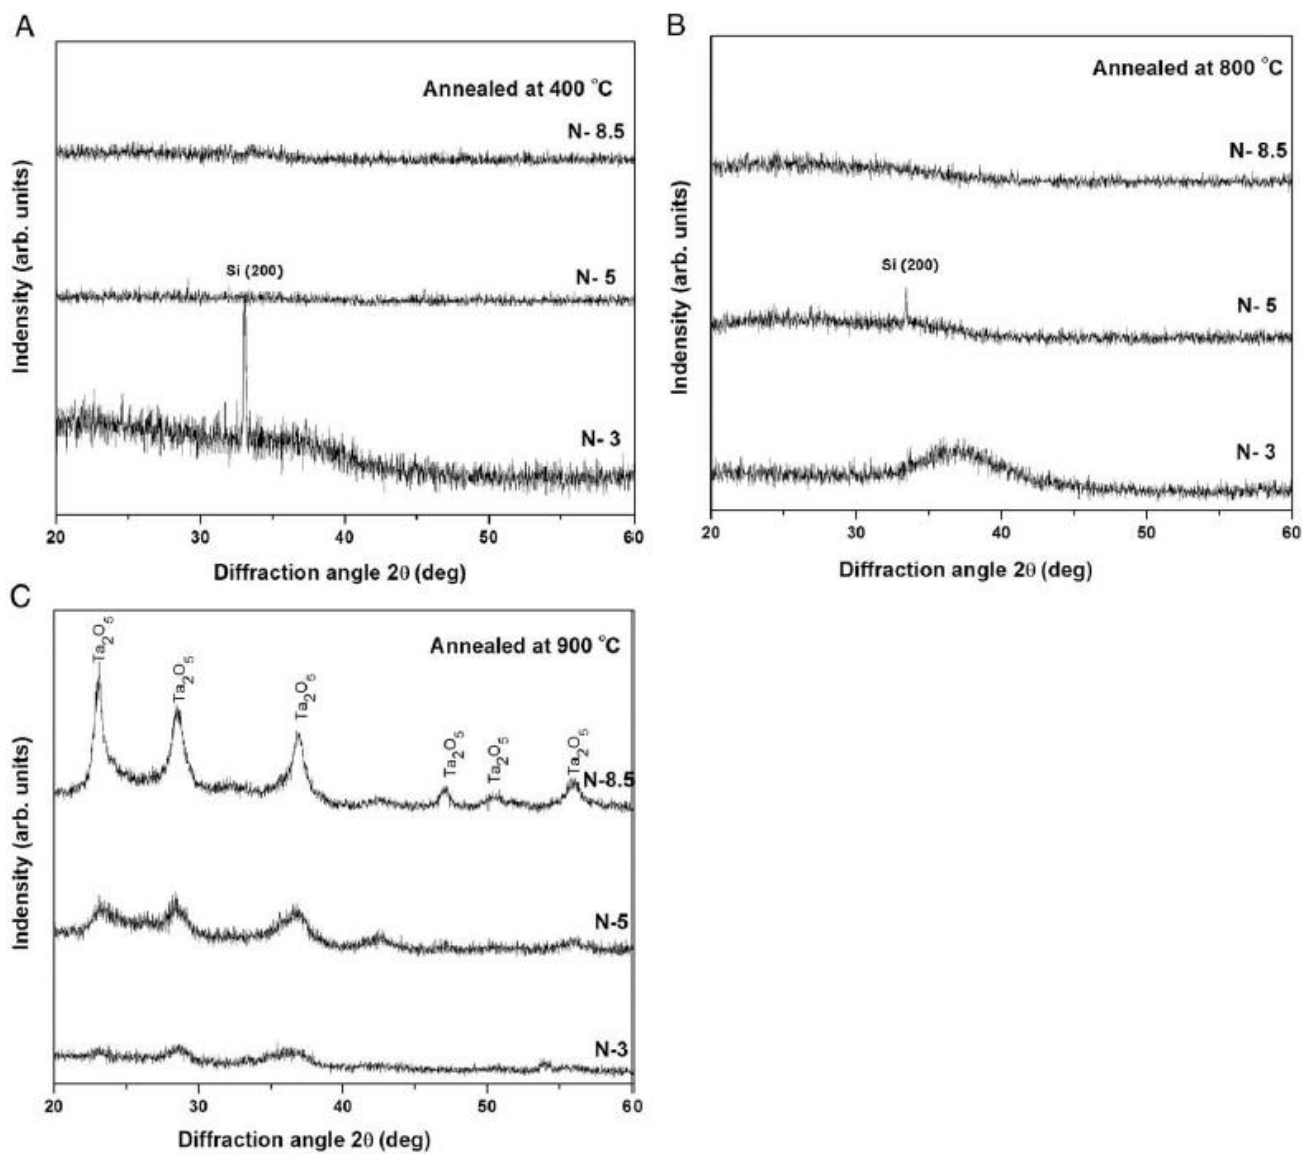 A
Annealed at 400 °C
N- 8.5
Si (200)
N- 5
N- 3
Indensity (arb. units)
20 30 40 50 60
Diffraction angle 2θ (deg)
B
Annealed at 800 °C
N- 8.5
Si (200)
N- 5
N- 3
Indensity (arb. units)
20 30 40 50 60
Diffraction angle 2θ (deg)
C
Annealed at 900 °C
Ta2O5
Ta2O5
Ta2O5
Ta2O5
Ta2O5
Ta2O5
N-8.5
N-5
N-3
Indensity (arb. units)
20 30 40 50 60
Diffraction angle 2θ (deg)